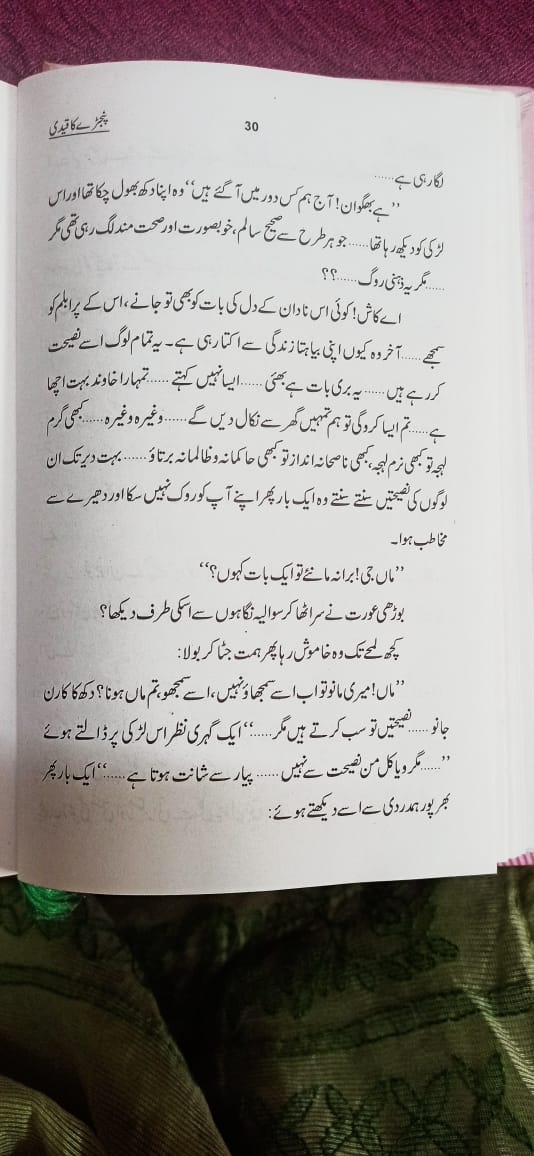 پنجڑے کا قیدی
30
لگا رہی ہے......
’’ہے بھگوان! آج ہم کس دور میں آگئے ہیں‘‘ وہ اپنا دکھ بھول چکا تھا اور اس
لڑکی کو دیکھ رہا تھا...... جو ہر طرح سے صحیح سالم، خوبصورت اور صحت مند لگ رہی تھی مگر
......مگر یہ ذہنی روگ......؟؟
اے کاش! کوئی اس نادان کے دل کی بات کو بھی تو جانے، اس کے پرابلم کو
سمجھے......آخر وہ کیوں اپنی بیاہتا زندگی سے اکتا رہی ہے۔ یہ تمام لوگ اسے نصیحت
کر رہے ہیں......یہ بری بات ہے بھئی......ایسا نہیں کہتے......تمہارا خاوند بہت اچھا
ہے......تم ایسا کروگی تو ہم تمہیں گھر سے نکال دیں گے......وغیرہ وغیرہ......کبھی گرم
لہجہ تو کبھی نرم لہجہ، کبھی ناصحانہ انداز تو کبھی حاکمانہ و ظالمانہ برتاؤ......بہت دیر تک ان
لوگوں کی نصیحتیں سنتے سنتے وہ ایک بار پھر اپنے آپ کو روک نہیں سکا اور دھیرے سے
مخاطب ہوا۔
’’ماں جی! برا نہ مانئے تو ایک بات کہوں؟‘‘
بوڑھی عورت نے سر اٹھا کر سوالیہ نگاہوں سے اسکی طرف دیکھا؟
کچھ لمحے تک وہ خاموش رہا پھر ہمت جٹا کر بولا:
’’ماں! میری مانو تو اب اسے سمجھاؤ نہیں، اسے سمجھو، تم ماں ہونا؟ دکھ کا کارن
جانو......نصیحتیں تو سب کرتے ہیں مگر......‘‘ ایک گہری نظر اس لڑکی پر ڈالتے ہوئے
’’......مگر ویاکل من نصیحت سے نہیں......پیار سے شانت ہوتا ہے......‘‘ ایک بار پھر
بھرپور ہمدردی سے اسے دیکھتے ہوئے: